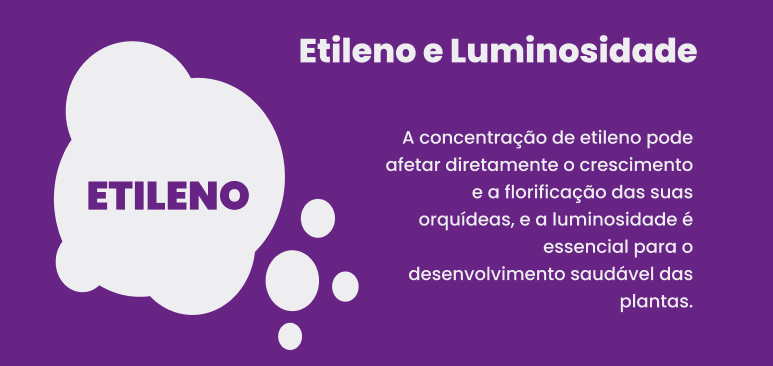 Etileno e Luminosidade
ETILENO
A concentração de etileno pode
afetar diretamente o crescimento
e a florificação das suas
orquídeas, e a luminosidade é
essencial para o
desenvolvimento saudável das
plantas.